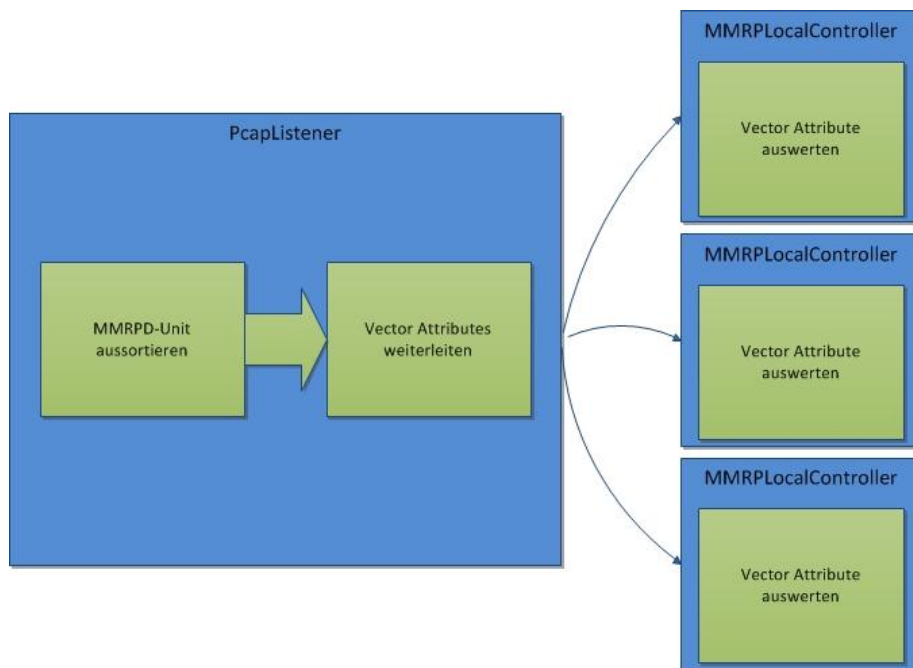 PcapListener
MMRPD-Unit
aussortieren
Vector Attributes
weiterleiten
MMRPLocalController
Vector Attribute
auswerten
MMRPLocalController
Vector Attribute
auswerten
MMRPLocalController
Vector Attribute
auswerten